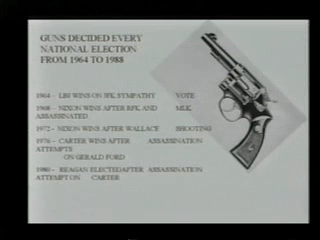 GUNS DECIDED EVERY
NATIONAL ELECTION
FROM 1964 TO 1988
1964 - LBJ WINS ON JFK SYMPATHY VOTE
1968 - NIXON WINS AFTER RFK AND MLK
ASSASSINATED
1972 - NIXON WINS AFTER WALLACE SHOOTING
1976 - CARTER WINS AFTER ASSASSINATION
ATTEMPTS
ON GERALD FORD
1980 - REAGAN ELECTED AFTER ASSASSINATION
ATTEMPT ON CARTER